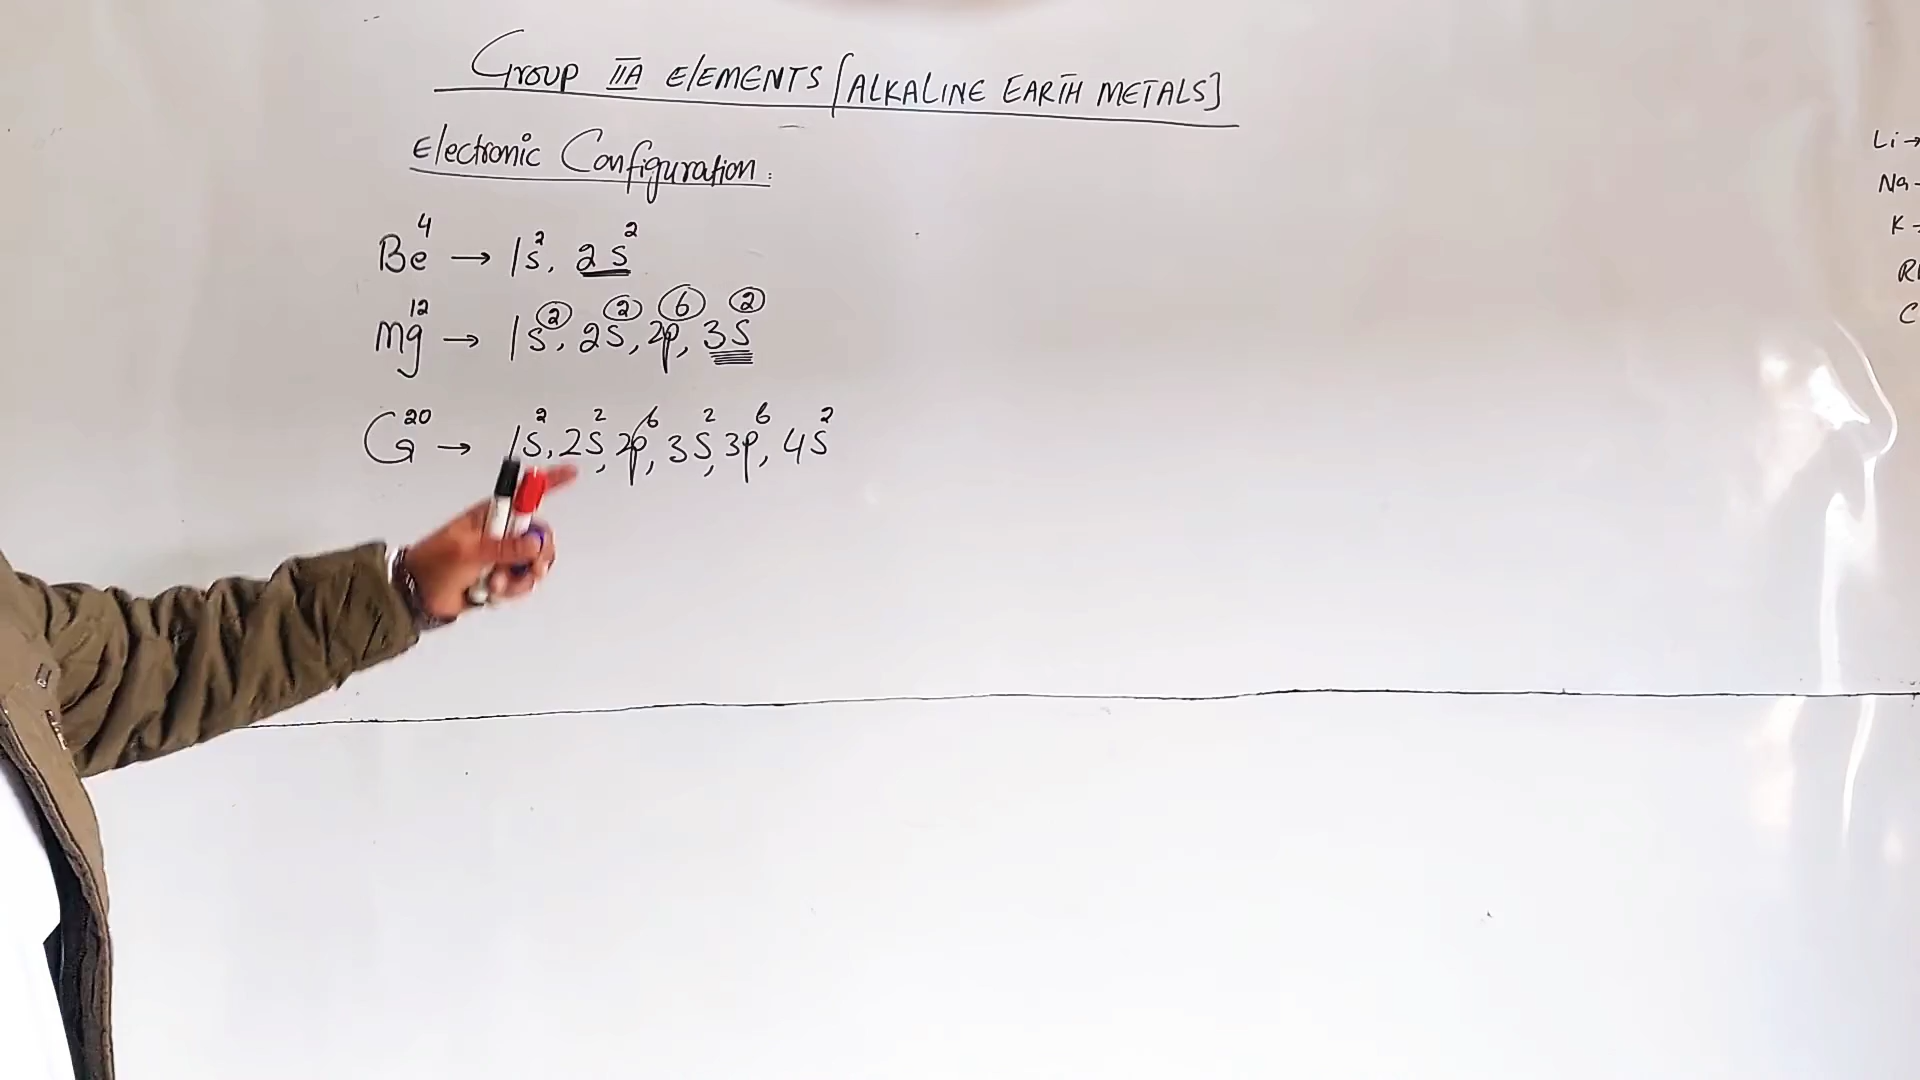 Group IIA ElEMENTS [ALKALINE EARTH METALS]
Electronic Configuration:
Be⁴ → 1s², 2s²
Mg¹² → 1s², 2s², 2p⁶, 3s²
Ca²⁰ → 1s², 2s², 2p⁶, 3s², 3p⁶, 4s²
Li →
Na -
K -